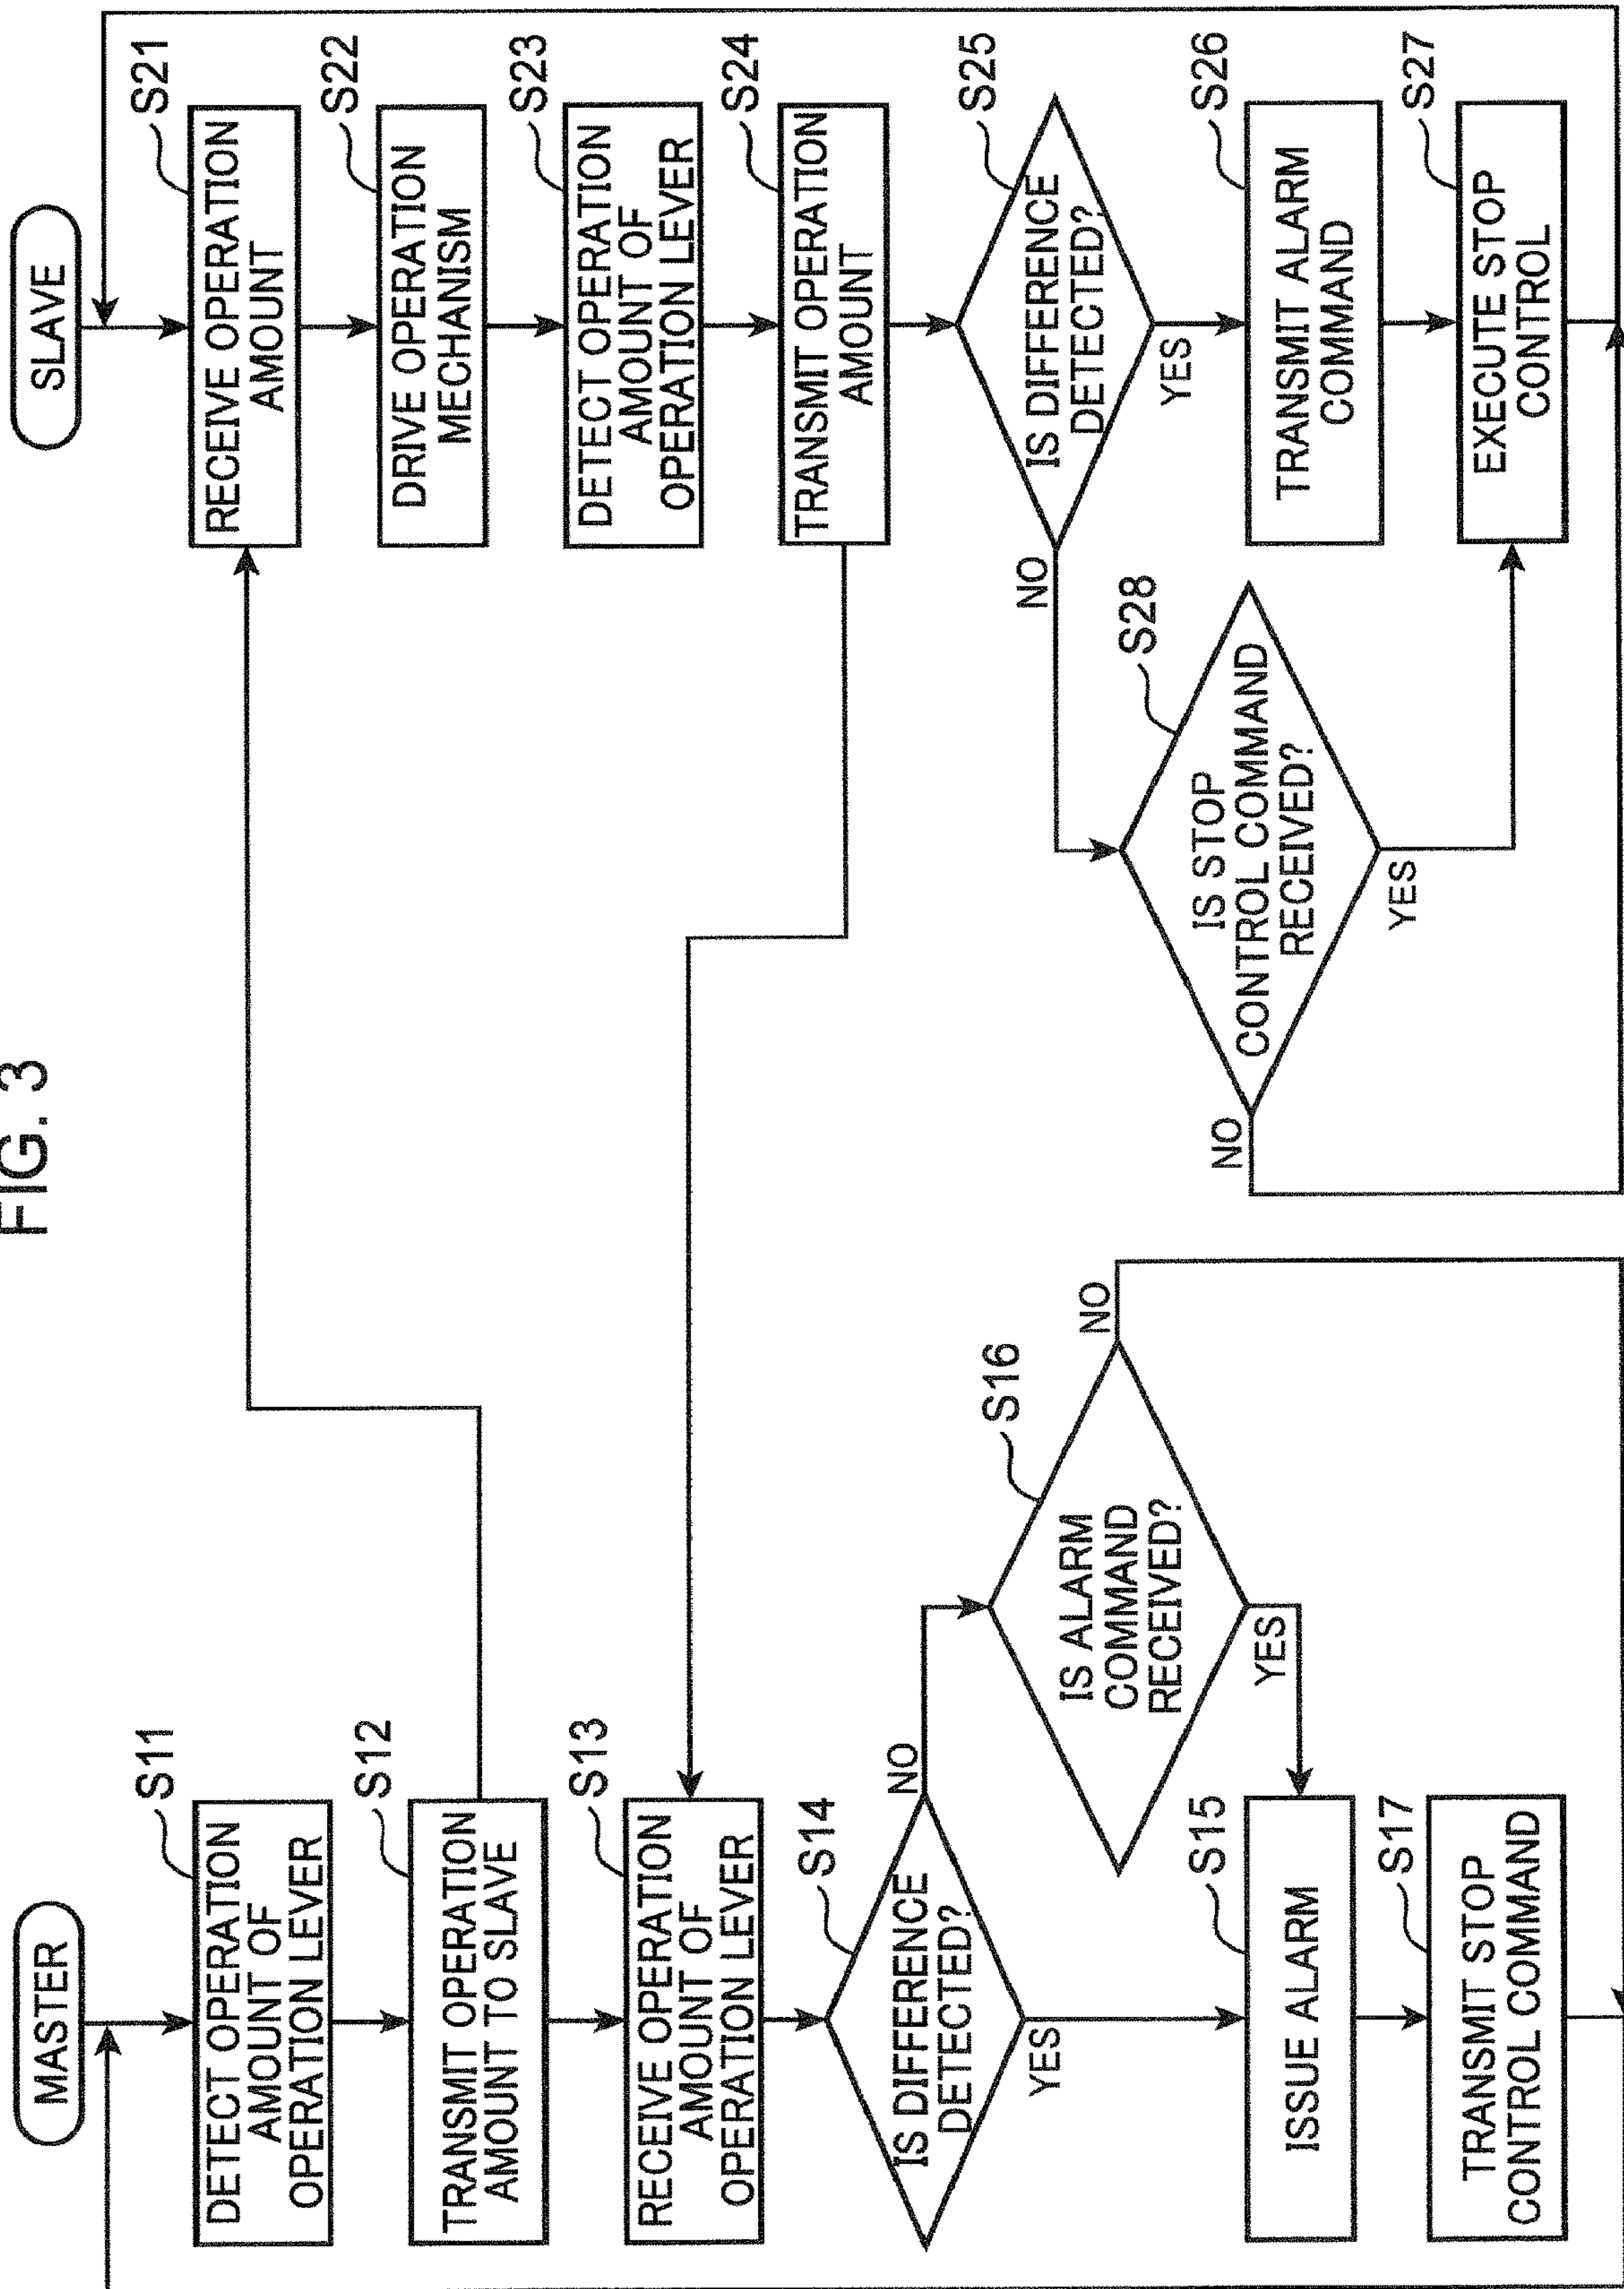 FIG. 3
MASTER
S11
DETECT OPERATION
AMOUNT OF
OPERATION LEVER
S12
TRANSMIT OPERATION
AMOUNT TO SLAVE
S13
RECEIVE OPERATION
AMOUNT OF
OPERATION LEVER
S14
IS DIFFERENCE
DETECTED?
NO
YES
S16
IS ALARM
COMMAND
RECEIVED?
NO
YES
S15
ISSUE ALARM
S17
TRANSMIT STOP
CONTROL COMMAND
SLAVE
S21
RECEIVE OPERATION
AMOUNT
S22
DRIVE OPERATION
MECHANISM
S23
DETECT OPERATION
AMOUNT OF
OPERATION LEVER
S24
TRANSMIT OPERATION
AMOUNT
S25
IS DIFFERENCE
DETECTED?
NO
YES
S28
IS STOP
CONTROL COMMAND
RECEIVED?
NO
YES
S26
TRANSMIT ALARM
COMMAND
S27
EXECUTE STOP
CONTROL